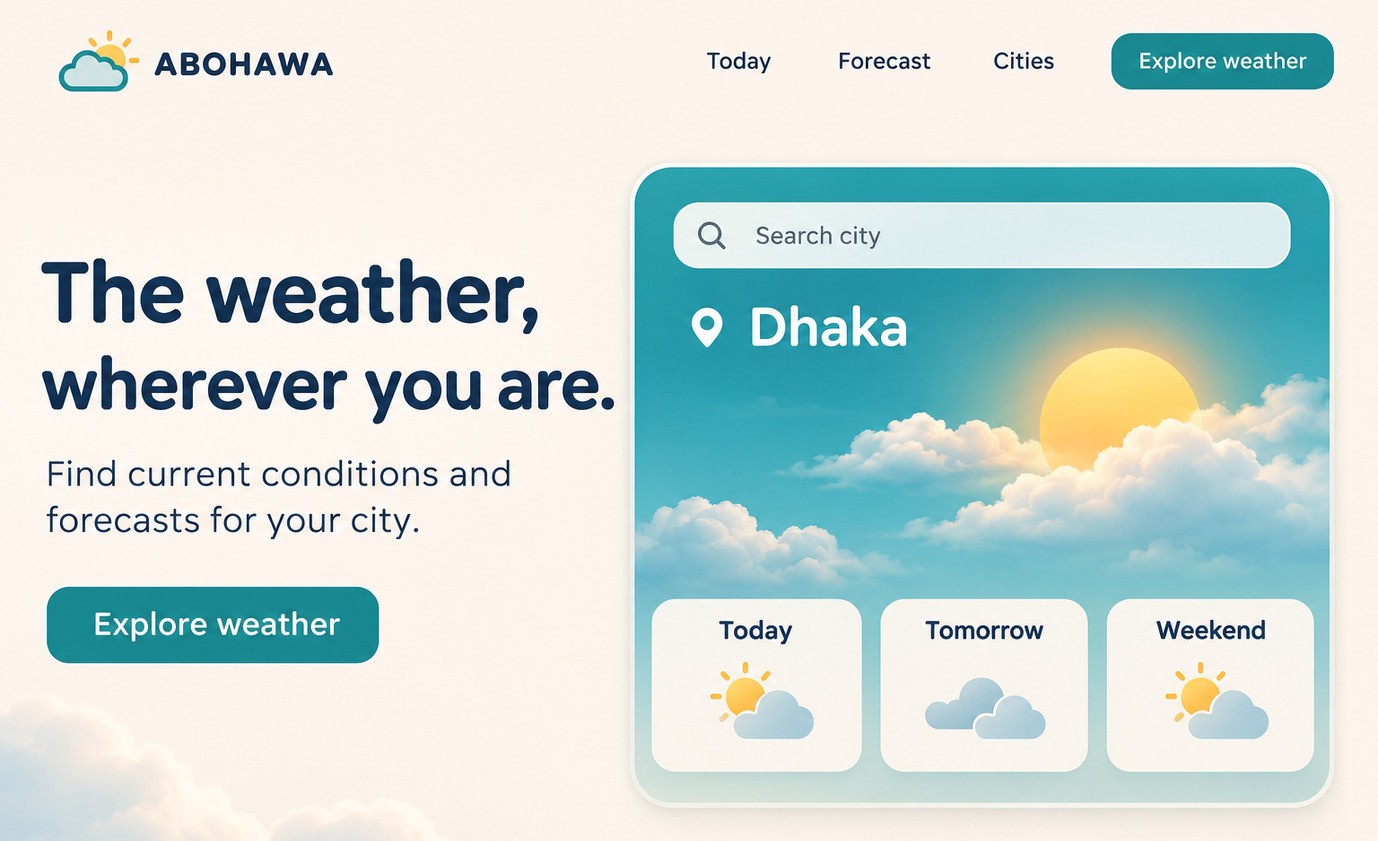 ABOHAWA
Today
Forecast
Cities
Explore weather
The weather,
wherever you are.
Find current conditions and
forecasts for your city.
Explore weather
Search city
Dhaka
Today
Tomorrow
Weekend